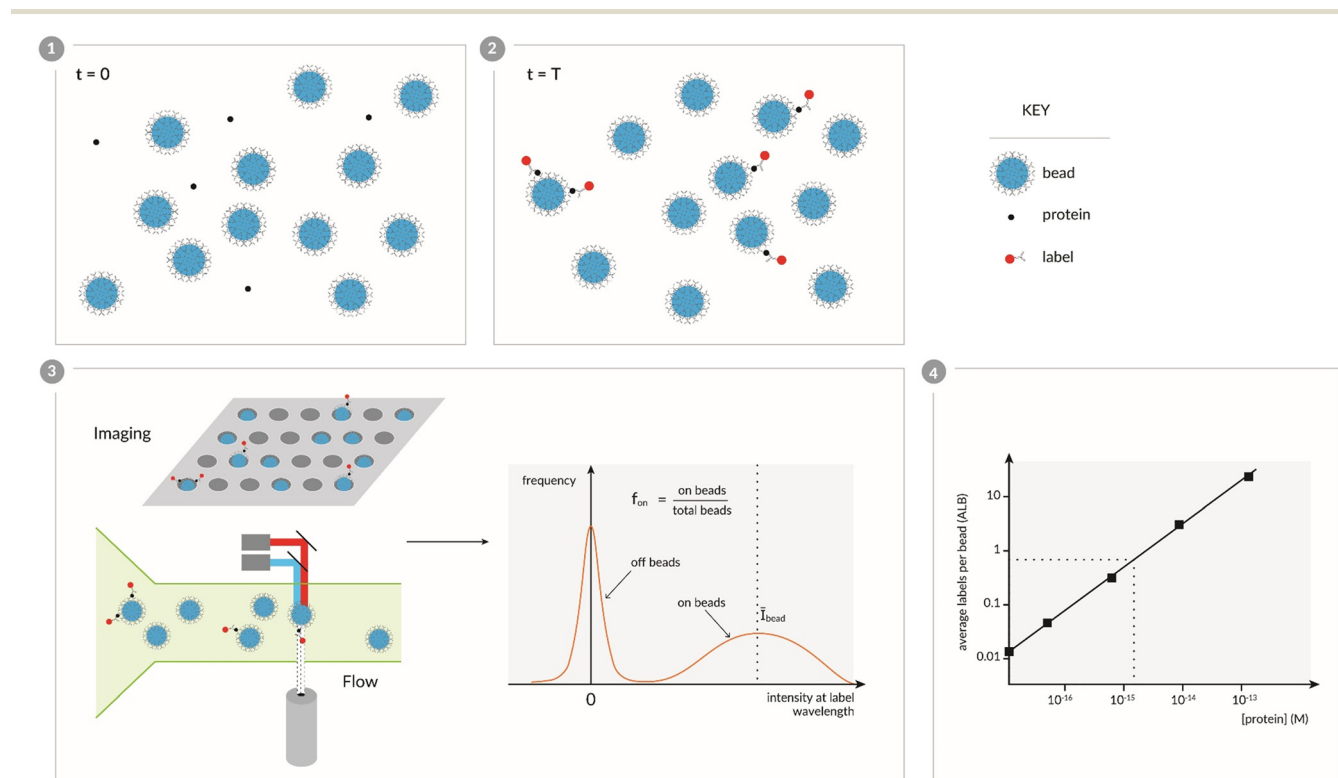 1
t = 0
2
t = T
KEY
bead
protein
label
3
Imaging
Flow
frequency
f_on = on beads / total beads
off beads
on beads
Ī_bead
0
intensity at label
wavelength
4
average labels per bead (ALB)
10
1
0.1
0.01
10⁻¹⁶
10⁻¹⁵
10⁻¹⁴
10⁻¹³
[protein] (M)